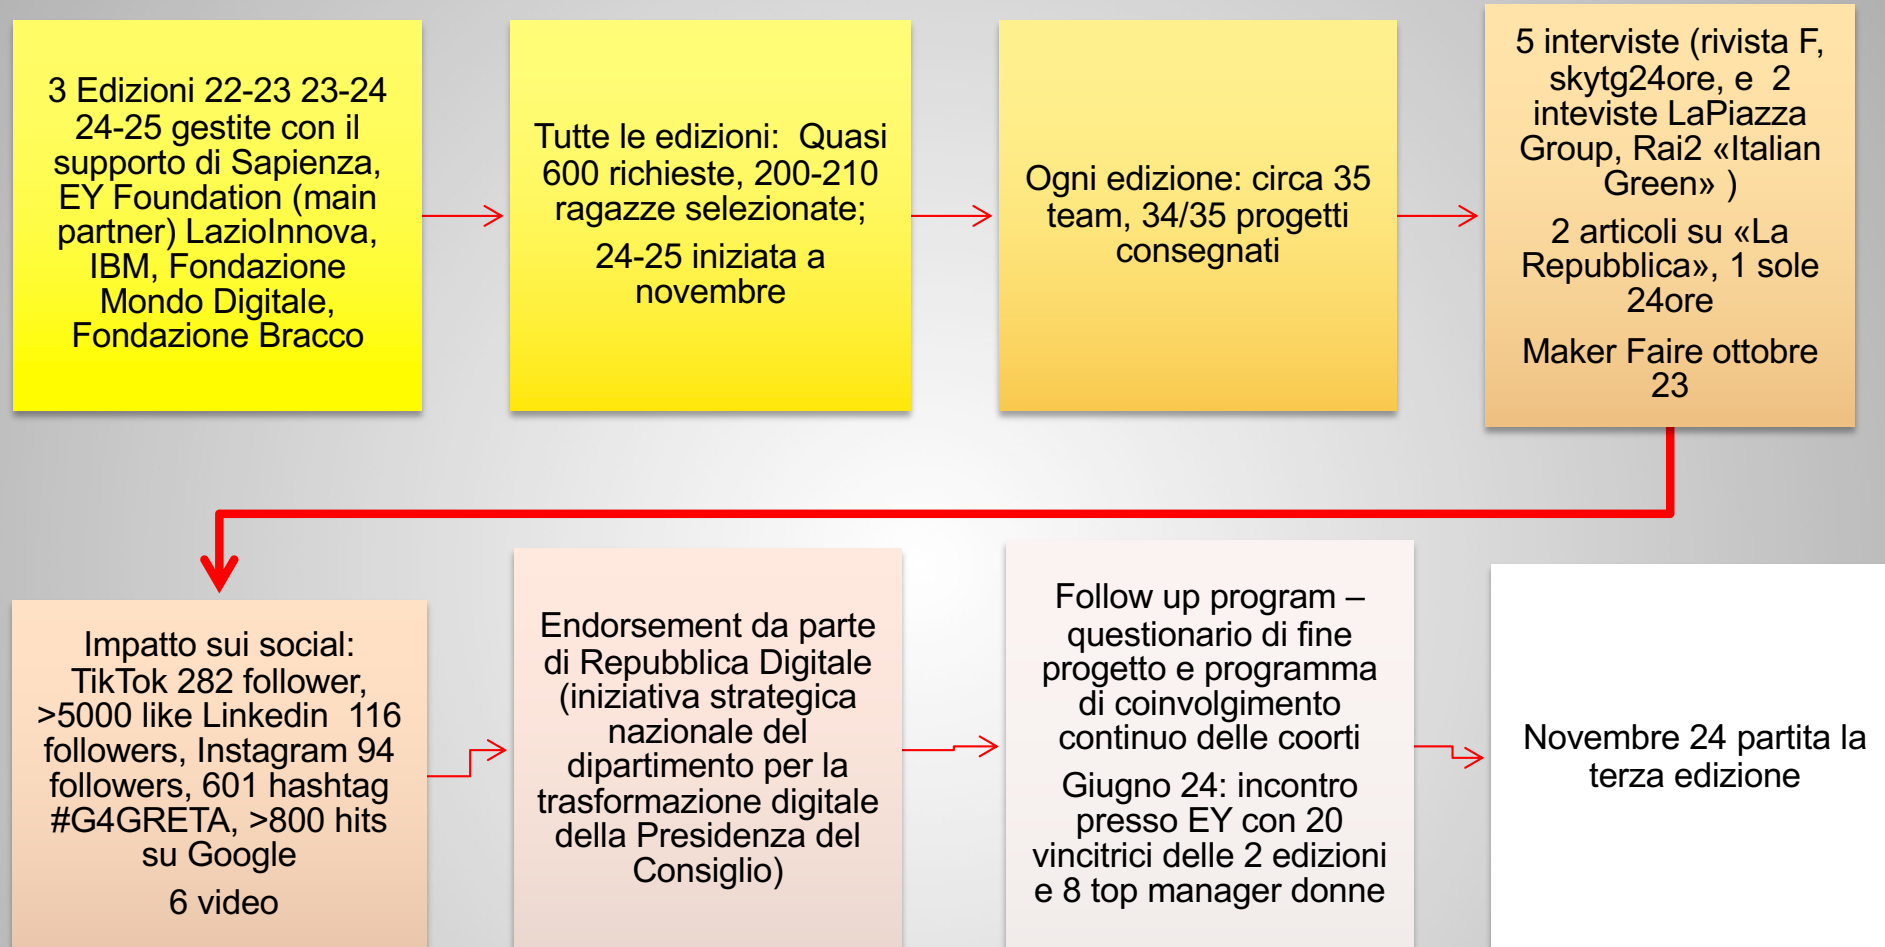 3 Edizioni 22-23 23-24
24-25 gestite con il
supporto di Sapienza,
EY Foundation (main
partner) LazioInnova,
IBM, Fondazione
Mondo Digitale,
Fondazione Bracco
Tutte le edizioni: Quasi
600 richieste, 200-210
ragazze selezionate;
24-25 iniziata a
novembre
Ogni edizione: circa 35
team, 34/35 progetti
consegnati
5 interviste (rivista F,
skytg24ore, e 2
inteviste LaPiazza
Group, Rai2 «Italian
Green» )
2 articoli su «La
Repubblica», 1 sole
24ore
Maker Faire ottobre
23
Impatto sui social:
TikTok 282 follower,
>5000 like Linkedin 116
followers, Instagram 94
followers, 601 hashtag
#G4GRETA, >800 hits
su Google
6 video
Endorsement da parte
di Repubblica Digitale
(iniziativa strategica
nazionale del
dipartimento per la
trasformazione digitale
della Presidenza del
Consiglio)
Follow up program –
questionario di fine
progetto e programma
di coinvolgimento
continuo delle coorti
Giugno 24: incontro
presso EY con 20
vincitrici delle 2 edizioni
e 8 top manager donne
Novembre 24 partita la
terza edizione